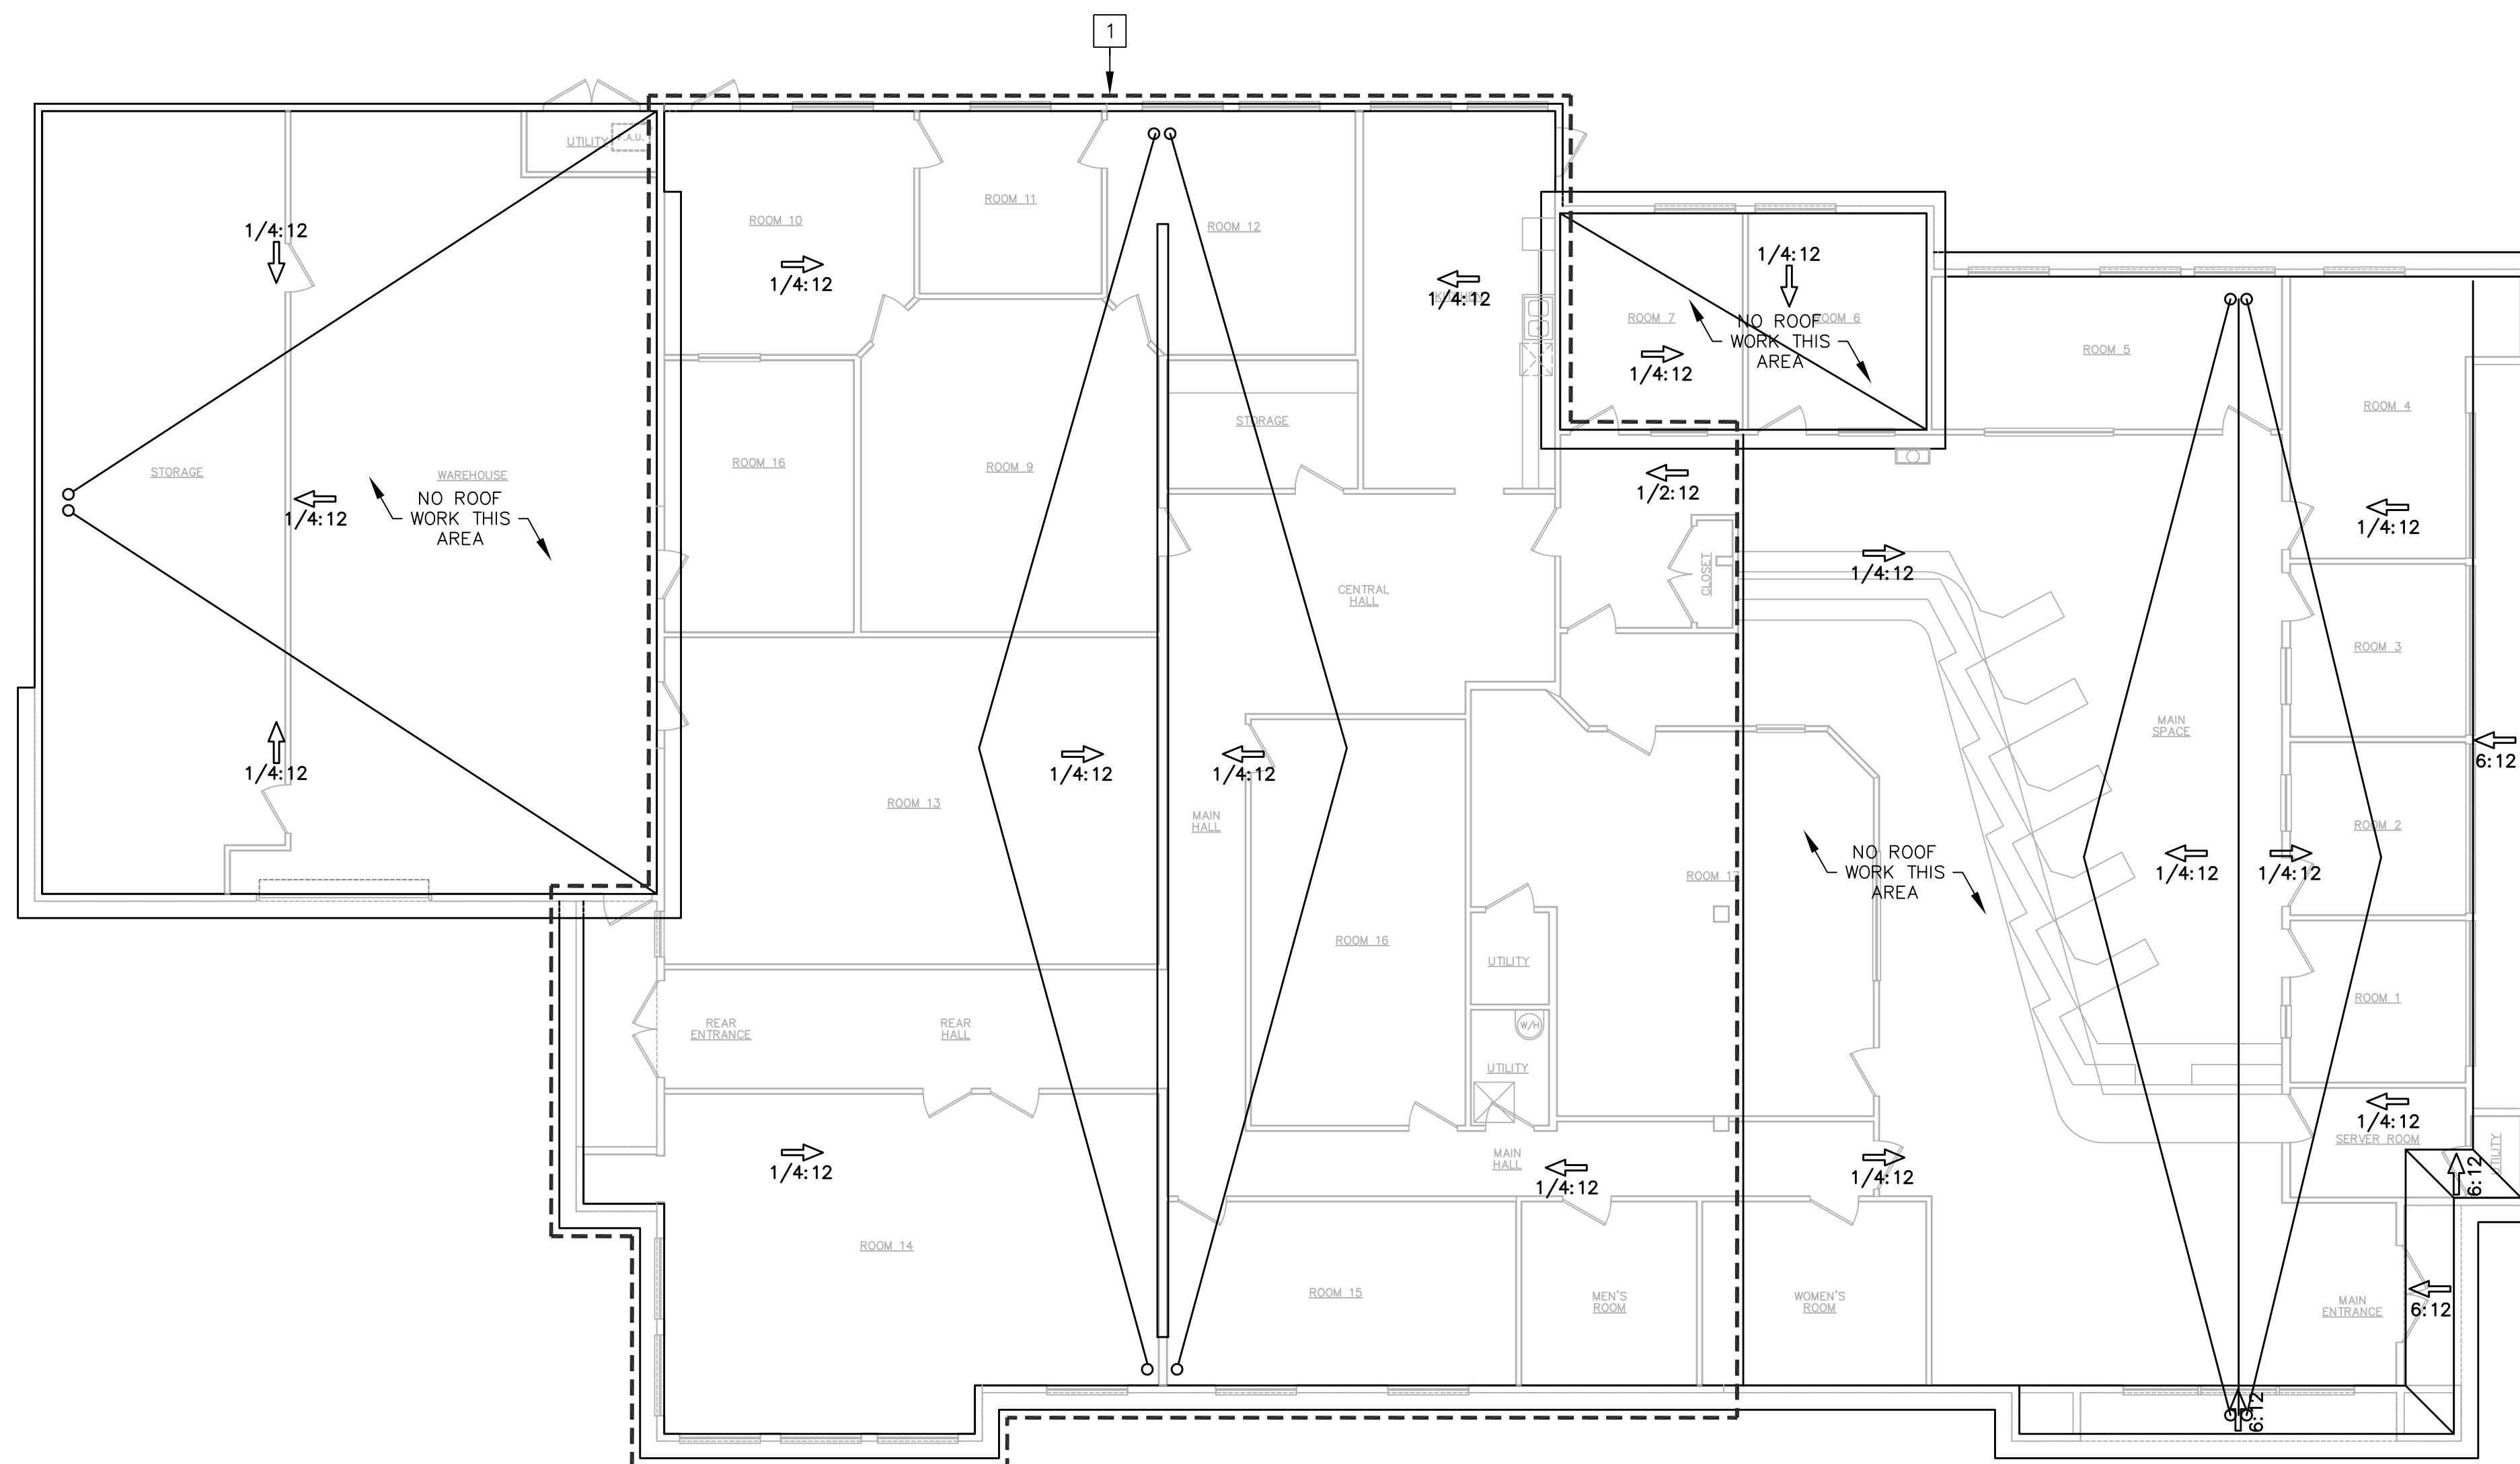 1
UTILITY
F.A.U.
ROOM 10
ROOM 11
ROOM 12
1/4:12
1/4:12
1/4:12
KITCHEN
1/4:12
1/4:12
ROOM 7
ROOM 6
NO ROOF
WORK THIS
AREA
1/4:12
ROOM 5
ROOM 4
STORAGE
WAREHOUSE
1/4:12
NO ROOF
WORK THIS
AREA
ROOM 16
ROOM 9
STORAGE
1/2:12
1/4:12
CENTRAL
HALL
CLOSET
1/4:12
ROOM 3
MAIN
SPACE
6:12
1/4:12
ROOM 13
1/4:12
1/4:12
MAIN
HALL
ROOM 17
NO ROOF
WORK THIS
AREA
1/4:12
1/4:12
ROOM 2
ROOM 16
UTILITY
ROOM 1
REAR
ENTRANCE
REAR
HALL
W/H
UTILITY
1/4:12
SERVER ROOM
UTILITY
6:12
1/4:12
MAIN
HALL
1/4:12
1/4:12
ROOM 14
ROOM 15
MEN'S
ROOM
WOMEN'S
ROOM
MAIN
ENTRANCE
6:12
6:12